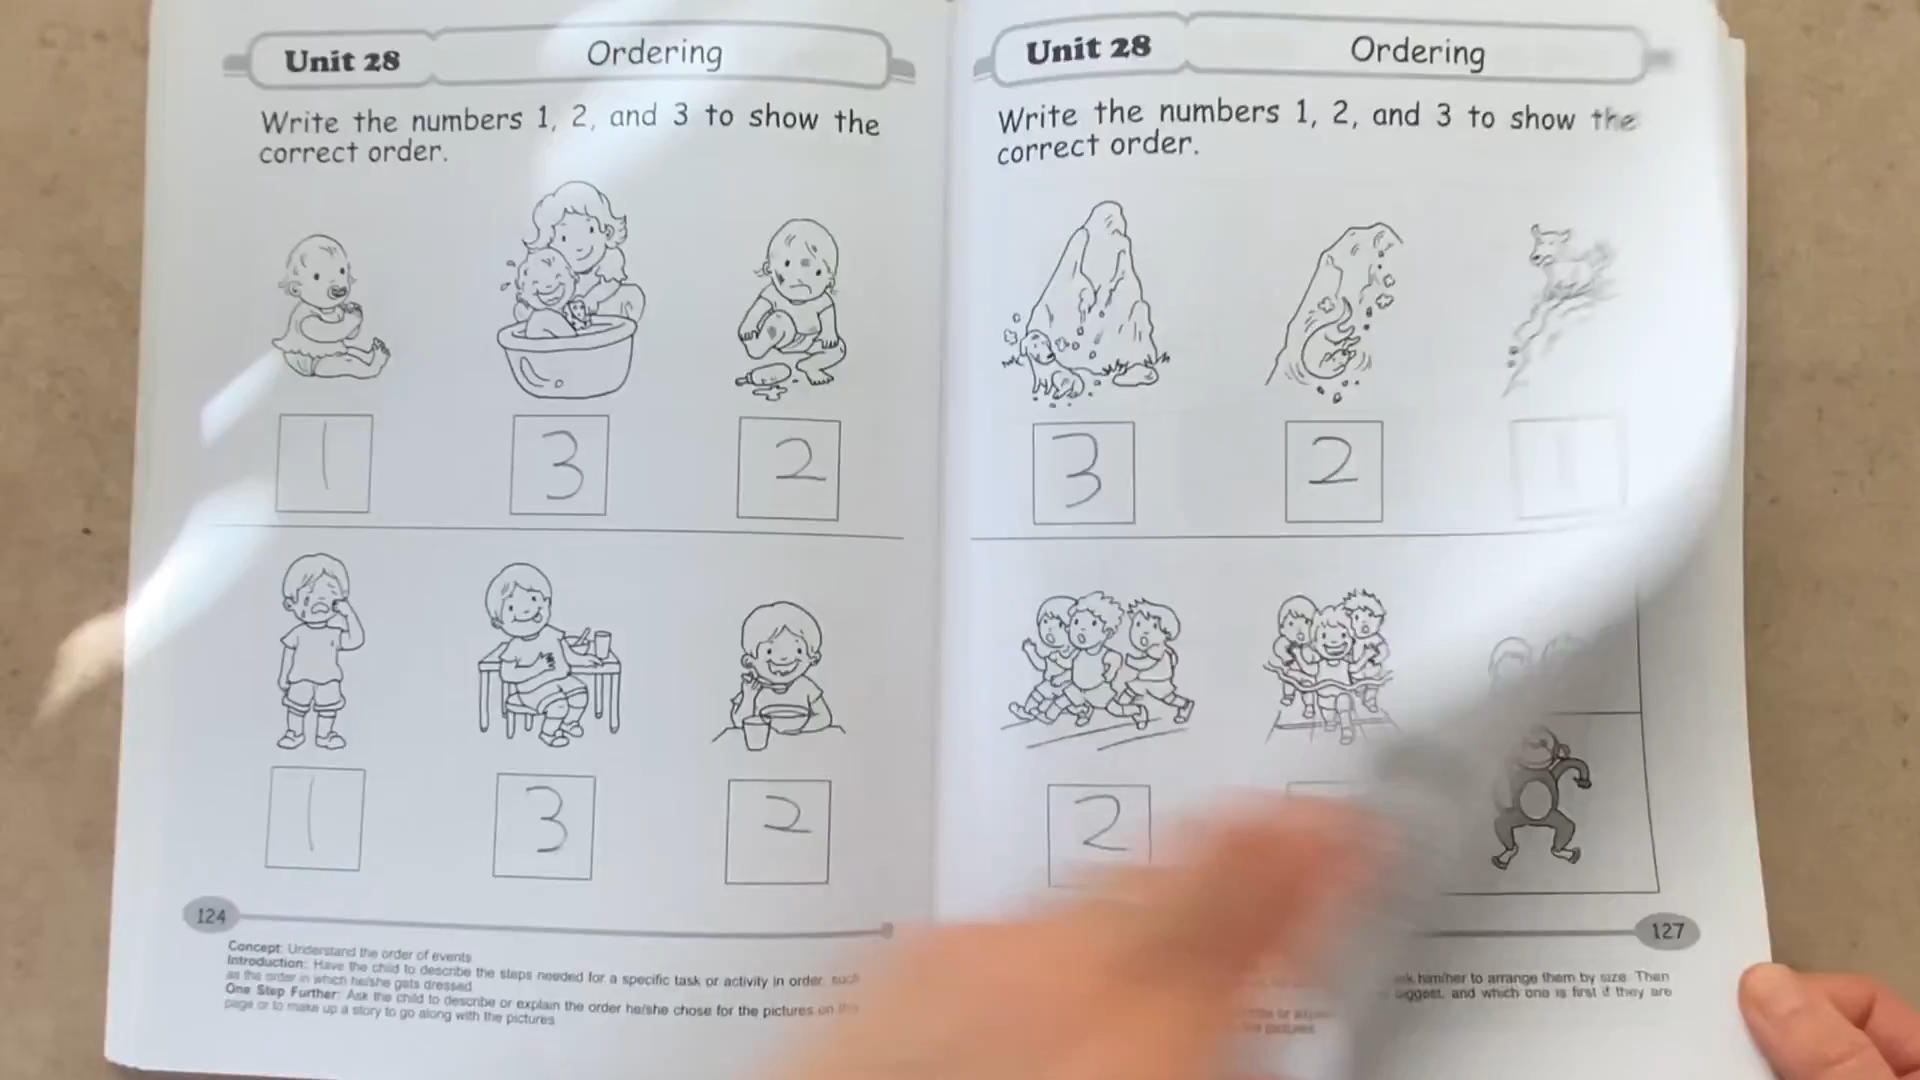 Unit 28
Ordering
Write the numbers 1, 2, and 3 to show the
correct order.
1
3
2
1
3
2
124
Concept: Understand the order of events
Introduction: Have the child to describe the steps needed for a specific task or activity in order, such
as the order in which he/she gets dressed
One Step Further: Ask the child to describe or explain the order he/she chose for the pictures on this
page or to make up a story to go along with the pictures
Unit 28
Ordering
Write the numbers 1, 2, and 3 to show the
correct order.
3
2
1
2
127
him/her to arrange them by size. Then
biggest, and which one is first if they are
pictures